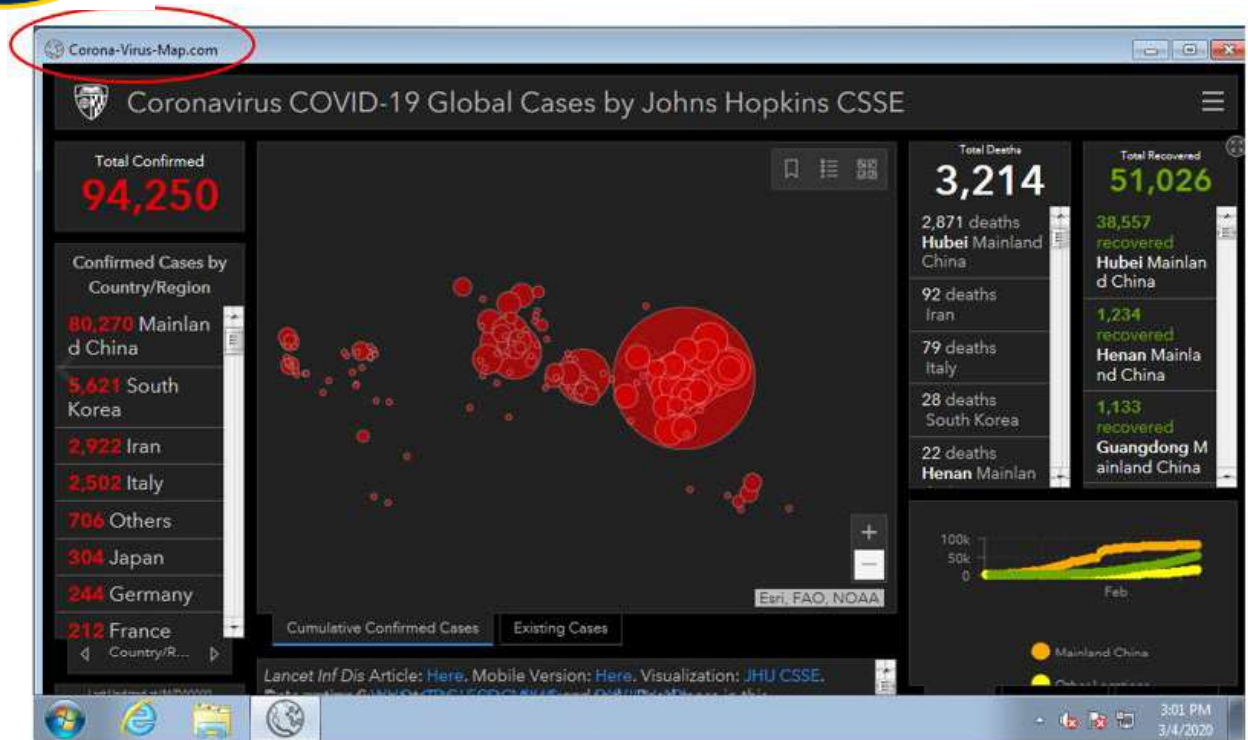 Corona-Virus-Map.com
Coronavirus COVID-19 Global Cases by Johns Hopkins CSSE
Total Confirmed
94,250
Confirmed Cases by
Country/Region
80,270 Mainlan
d China
5,621 South
Korea
2,922 Iran
2,502 Italy
706 Others
304 Japan
244 Germany
212 France
Country/R...
Esri, FAO, NOAA
Cumulative Confirmed Cases
Existing Cases
Lancet Inf Dis Article: Here. Mobile Version: Here. Visualization: JHU CSSE.
Total Deaths
3,214
2,871 deaths
Hubei Mainland
China
92 deaths
Iran
79 deaths
Italy
28 deaths
South Korea
22 deaths
Henan Mainlan
Total Recovered
51,026
38,557
recovered
Hubei Mainlan
d China
1,234
recovered
Henan Mainla
nd China
1,133
recovered
Guangdong M
ainland China
100k
50k
0
Feb
Mainland China
3:01 PM
3/4/2020